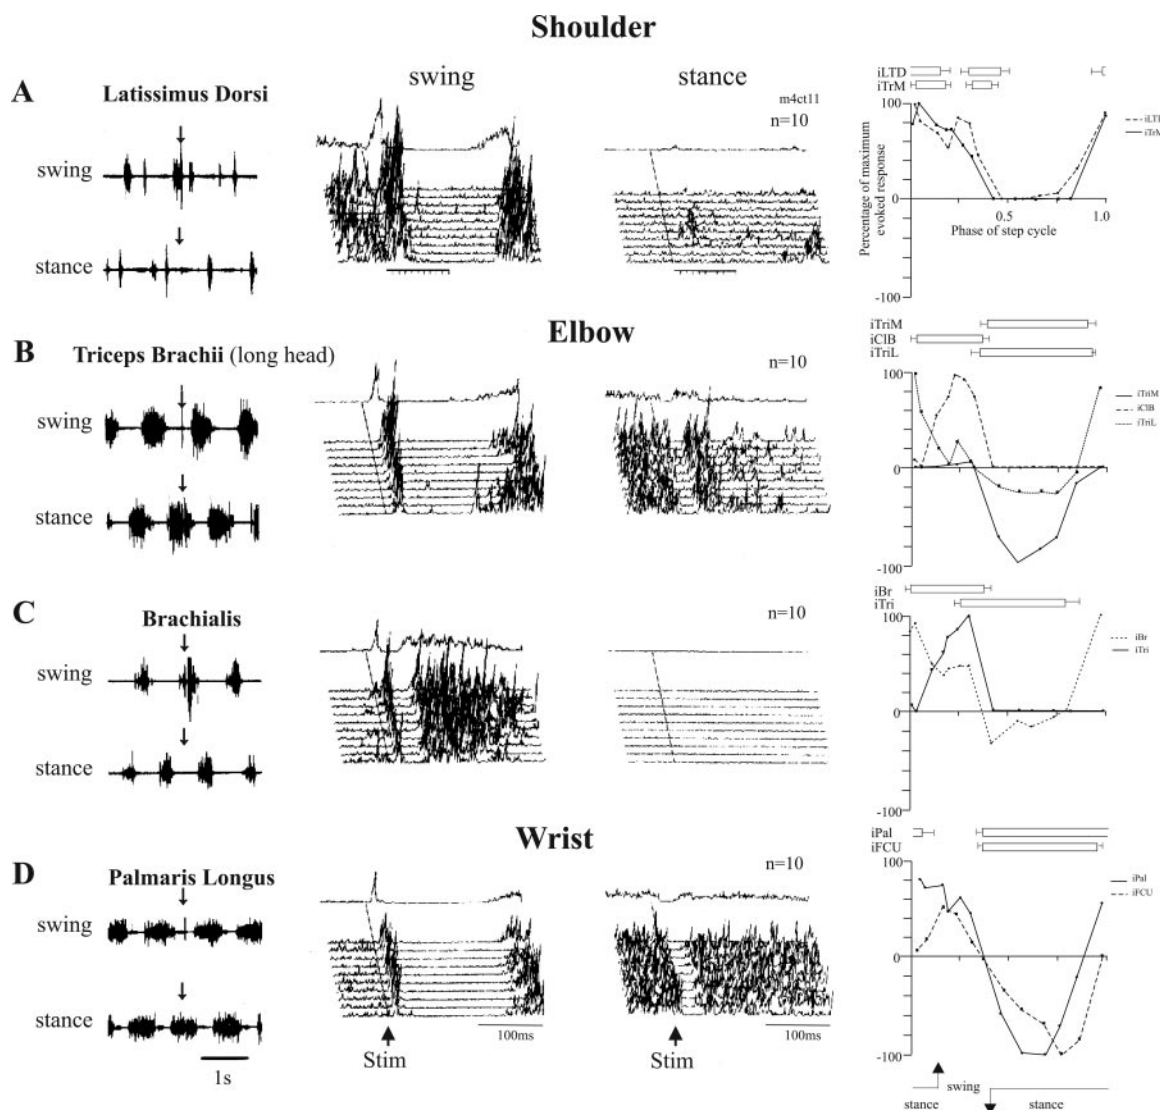 Shoulder
swing
stance
A
Latissimus Dorsi
swing
stance
m4ct11
n=10
iLTD
iTrM
100
0
-100
0.5
1.0
Percentage of maximum
evoked response
Phase of step cycle
iLTD
iTrM
Elbow
B
Triceps Brachii (long head)
swing
stance
n=10
iTriM
iClB
iTriL
100
0
-100
iTriM
iClB
iTriL
C
Brachialis
swing
stance
n=10
iBr
iTri
100
0
-100
iBr
iTri
Wrist
D
Palmaris Longus
swing
stance
1s
n=10
100ms
100ms
Stim
Stim
iPal
iFCU
100
0
-100
iPal
iFCU
swing
stance
stance